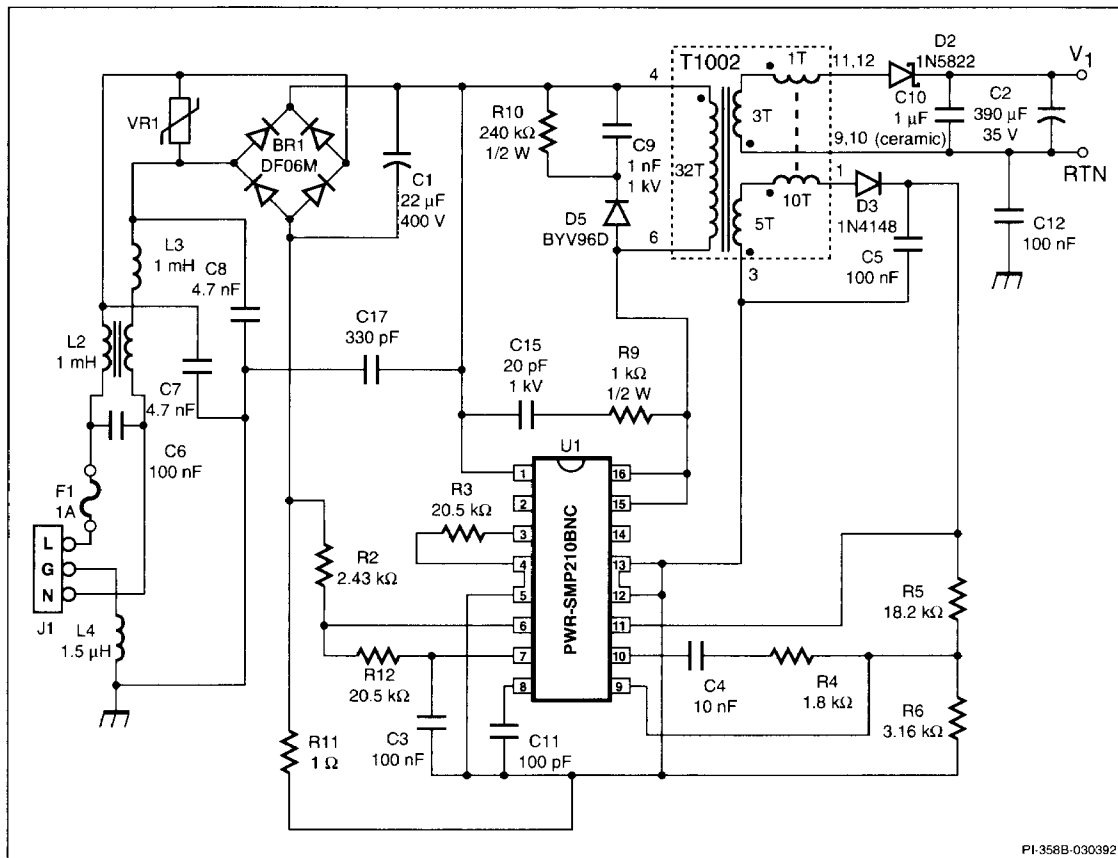 T1002
1T
11,12
D2
1N5822
V1
4
VR1
BR1
DF06M
R10
240 kΩ
1/2 W
C9
1 nF
1 kV
32T
3T
C10
1 µF
(ceramic)
C2
390 µF
35 V
9,10
RTN
C1
22 µF
400 V
D5
BYV96D
6
5T
10T
1
D3
1N4148
3
C5
100 nF
C12
100 nF
L3
1 mH
C8
4.7 nF
L2
1 mH
C7
4.7 nF
C6
100 nF
C17
330 pF
C15
20 pF
1 kV
R9
1 kΩ
1/2 W
U1
PWR-SMP210BNC
1
2
3
4
5
6
7
8
16
15
14
13
12
11
10
9
F1
1A
L
G
N
J1
L4
1.5 µH
R3
20.5 kΩ
R2
2.43 kΩ
R12
20.5 kΩ
R11
1 Ω
C3
100 nF
C11
100 pF
C4
10 nF
R4
1.8 kΩ
R5
18.2 kΩ
R6
3.16 kΩ
PI-358B-030392